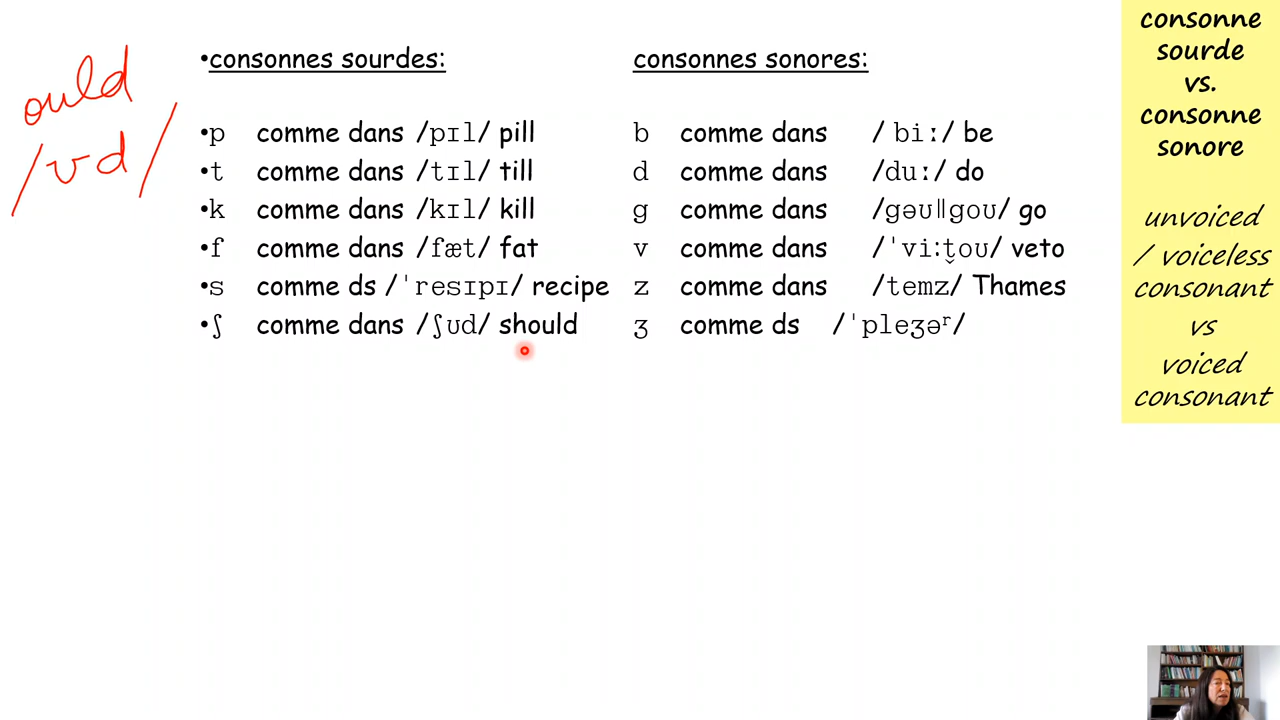 ould
/ʊd/
•consonnes sourdes: consonnes sonores:
•p comme dans /pɪl/ pill b comme dans / biː/ be
•t comme dans /tɪl/ till d comme dans /duː/ do
•k comme dans /kɪl/ kill g comme dans /gəʊ‖goʊ/ go
•f comme dans /fæt/ fat v comme dans /ˈviːt̬oʊ/ veto
•s comme ds /ˈresɪpɪ/ recipe z comme dans /temz/ Thames
•ʃ comme dans /ʃʊd/ should ʒ comme ds /ˈpleʒəʳ/
consonne
sourde
vs.
consonne
sonore
unvoiced
/ voiceless
consonant
vs
voiced
consonant